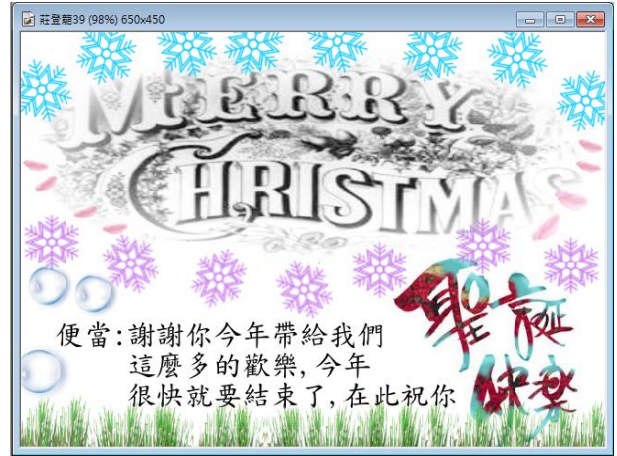 莊登龍39 (98%) 650x450
MERRY
CHRISTMAS
便當:謝謝你今年帶給我們
這麼多的歡樂,今年
很快就要結束了,在此祝你
聖誕
快樂